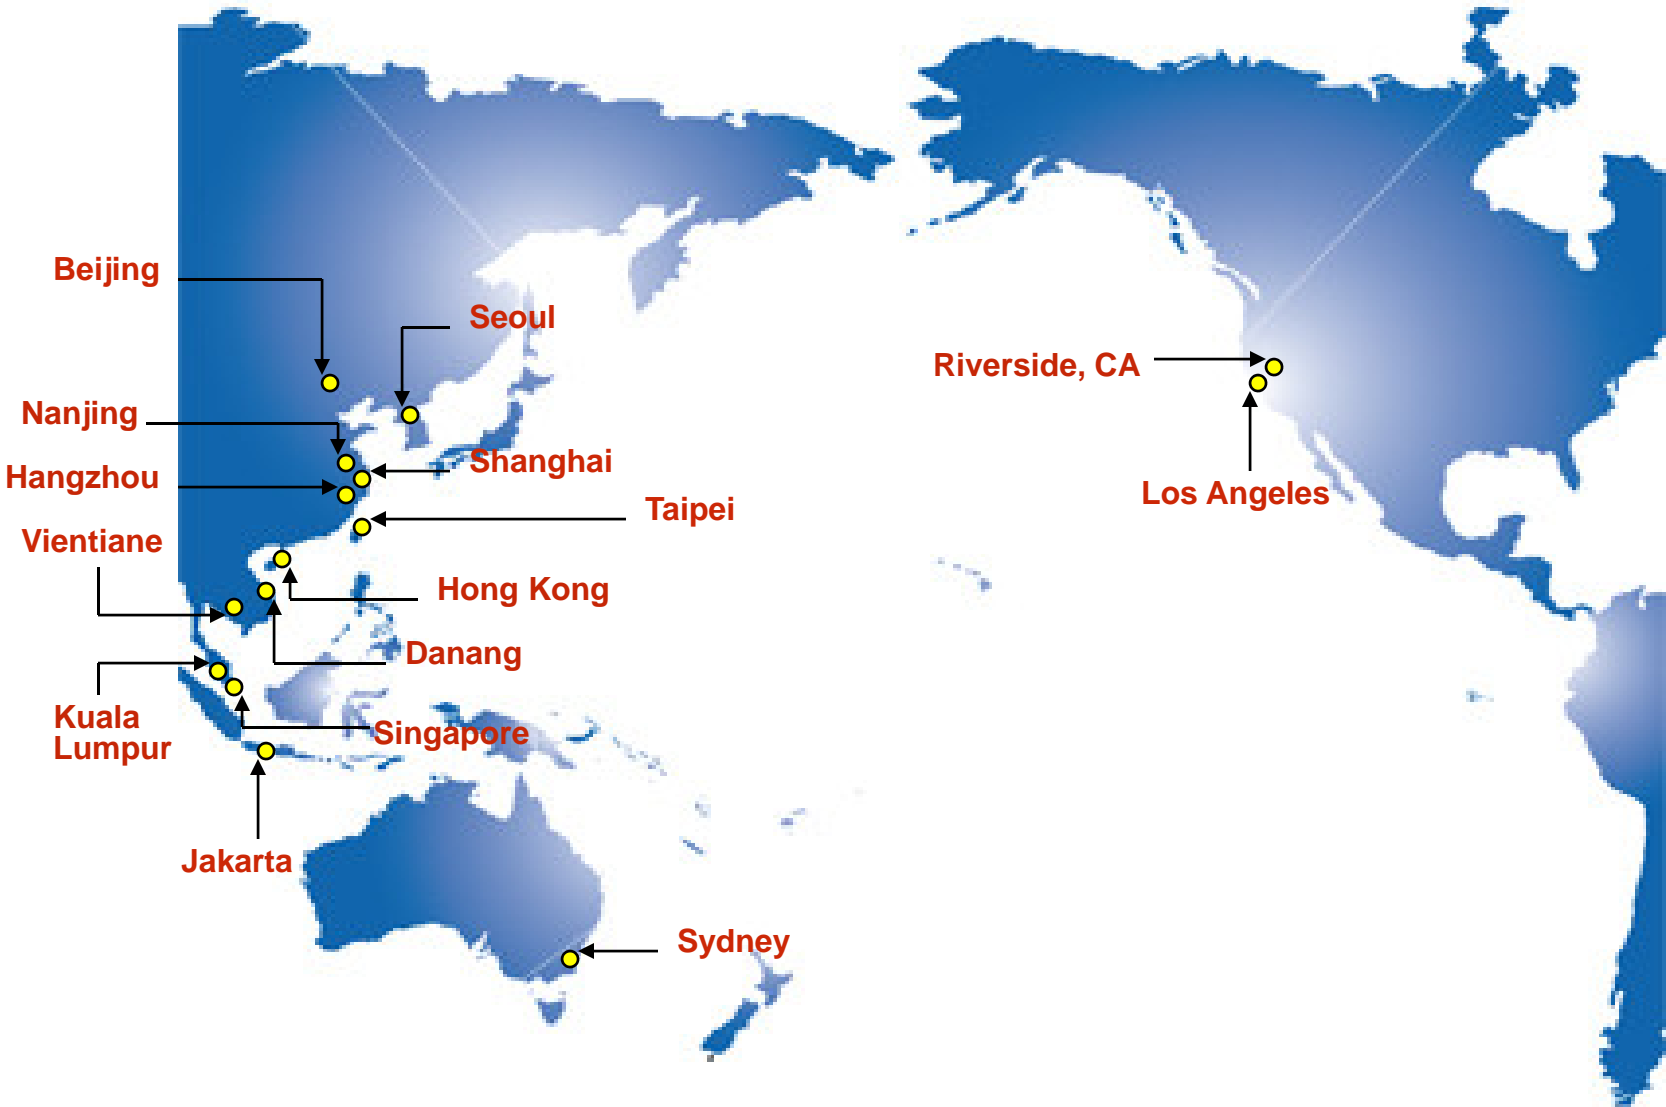 Beijing
Seoul
Riverside, CA
Nanjing
Shanghai
Hangzhou
Los Angeles
Taipei
Vientiane
Hong Kong
Danang
Kuala
Lumpur
Singapore
Jakarta
Sydney